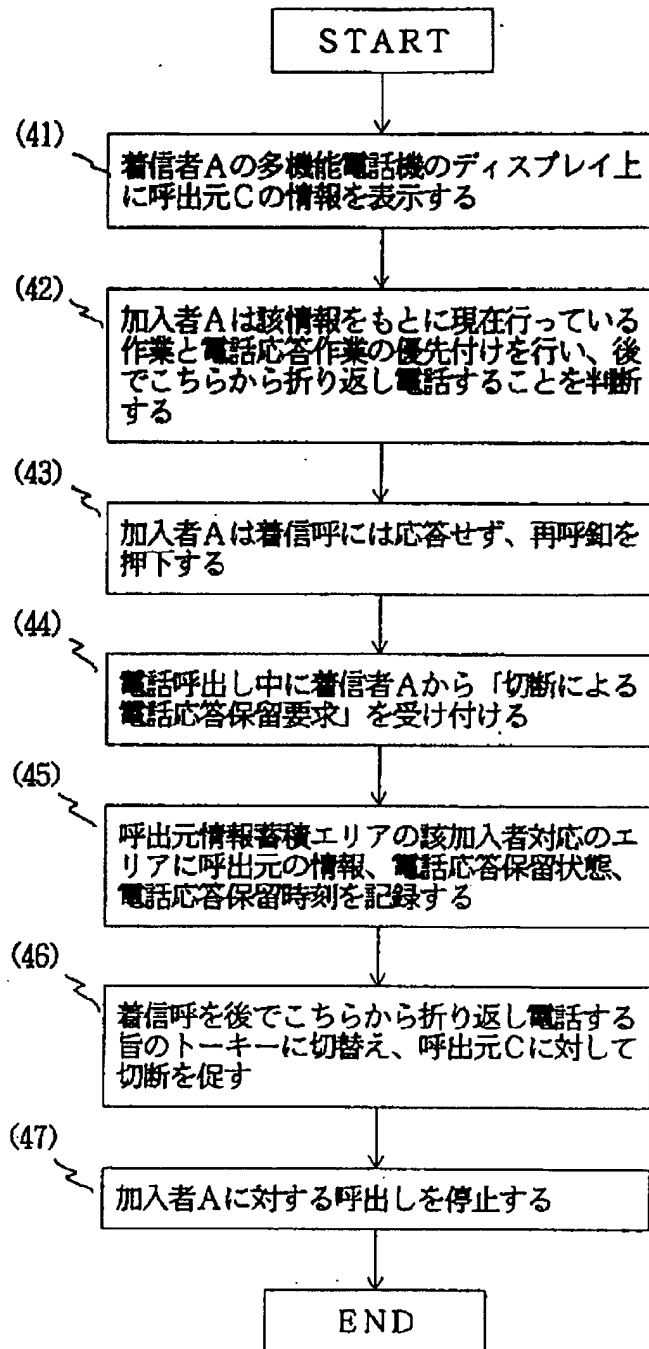 START
(41)
着信者Aの多機能電話機のディスプレイ上
に呼出元Cの情報を表示する
(42)
加入者Aは該情報をもとに現在行っている
作業と電話応答作業の優先付けを行い、後
でこちらから折り返し電話することを判断
する
(43)
加入者Aは着信呼には応答せず、再呼釦を
押下する
(44)
電話呼出し中に着信者Aから「切断による
電話応答保留要求」を受け付ける
(45)
呼出元情報蓄積エリアの該加入者対応のエ
リアに呼出元の情報、電話応答保留状態、
電話応答保留時刻を記録する
(46)
着信呼を後でこちらから折り返し電話する
旨のトーキーに切替え、呼出元Cに対して
切断を促す
(47)
加入者Aに対する呼出しを停止する
END